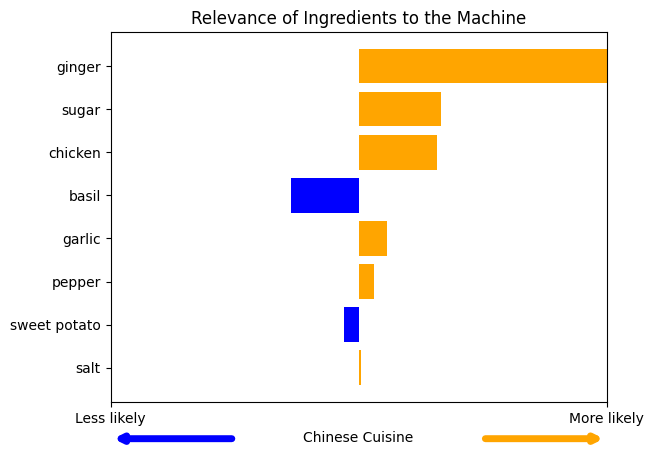 Relevance of Ingredients to the Machine
ginger
sugar
chicken
basil
garlic
pepper
sweet potato
salt
Less likely
More likely
Chinese Cuisine